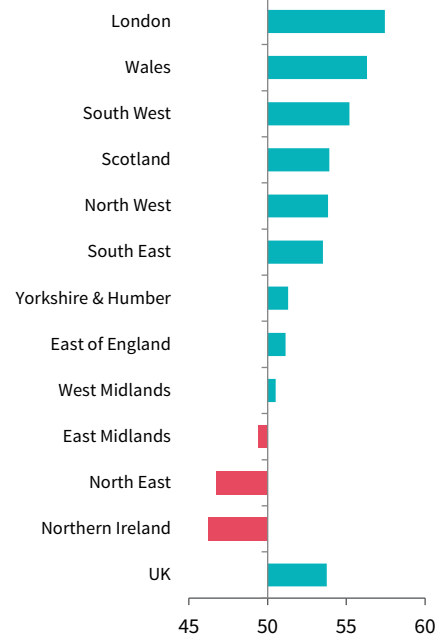 London
Wales
South West
Scotland
North West
South East
Yorkshire & Humber
East of England
West Midlands
East Midlands
North East
Northern Ireland
UK
45 50 55 60